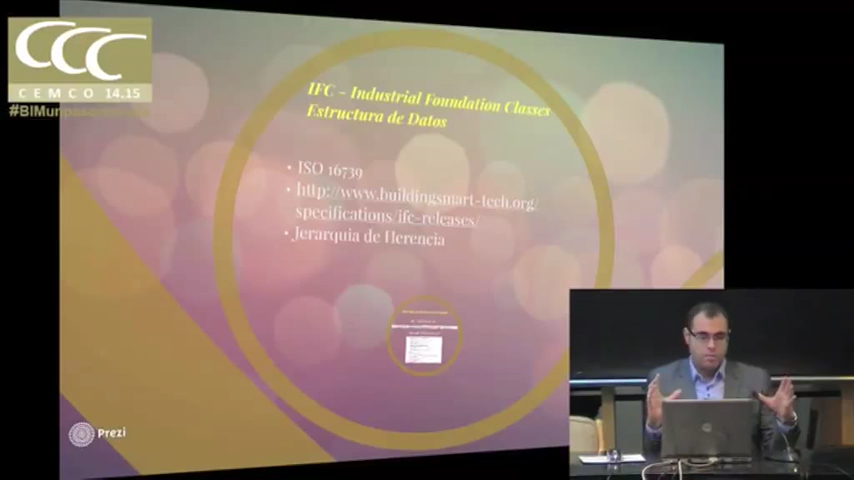 CCC
CEMCO 14.15
#BIMun
IFC - Industrial Foundation Classes
Estructura de Datos
• ISO 16739
• http://www.buildingsmart-tech.org/
specifications/ifc-releases/
• Jerarquia de Herencia
Prezi